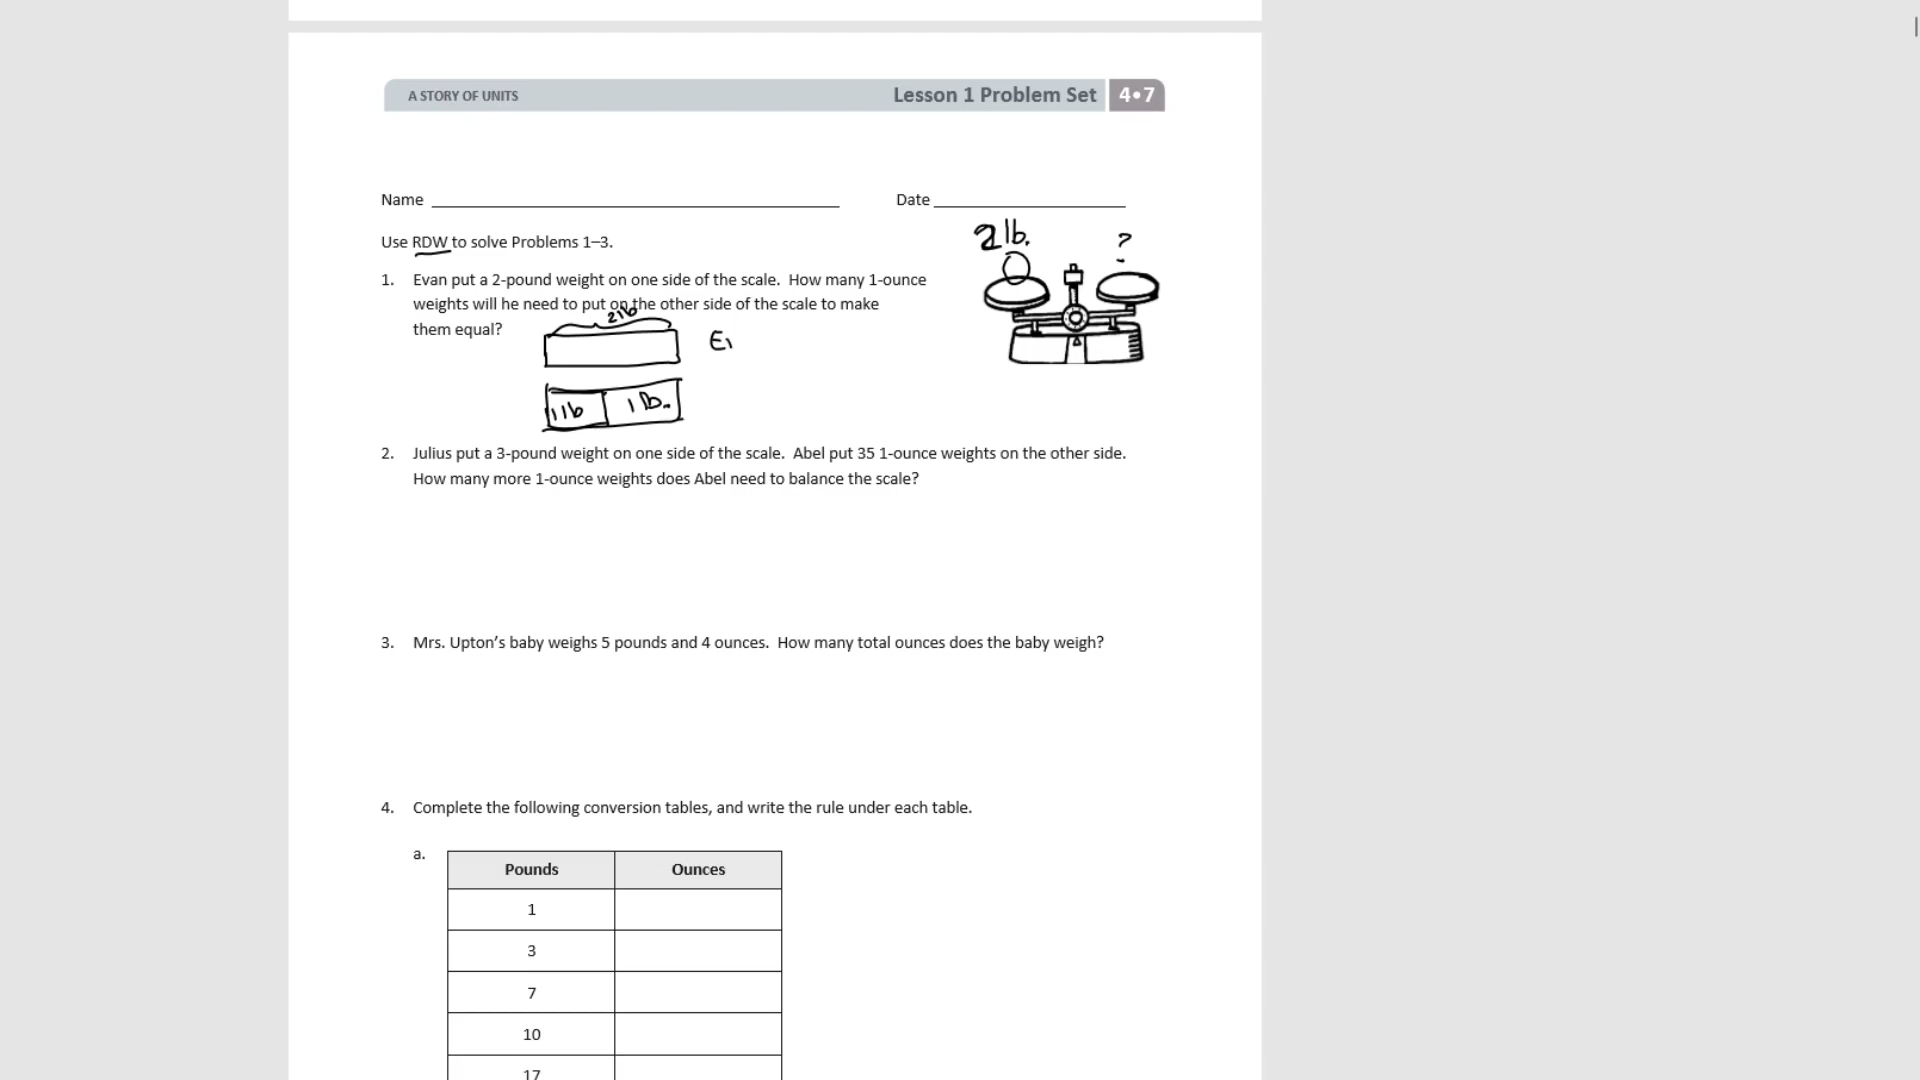 A STORY OF UNITS
Lesson 1 Problem Set 4•7
Name
Date
Use RDW to solve Problems 1–3.
2 lb.
?
1. Evan put a 2-pound weight on one side of the scale. How many 1-ounce
weights will he need to put on the other side of the scale to make
them equal?
2 lb
E
1 lb 1 lb.
2. Julius put a 3-pound weight on one side of the scale. Abel put 35 1-ounce weights on the other side.
How many more 1-ounce weights does Abel need to balance the scale?
3. Mrs. Upton’s baby weighs 5 pounds and 4 ounces. How many total ounces does the baby weigh?
4. Complete the following conversion tables, and write the rule under each table.
a.
Pounds Ounces
1
3
7
10
17